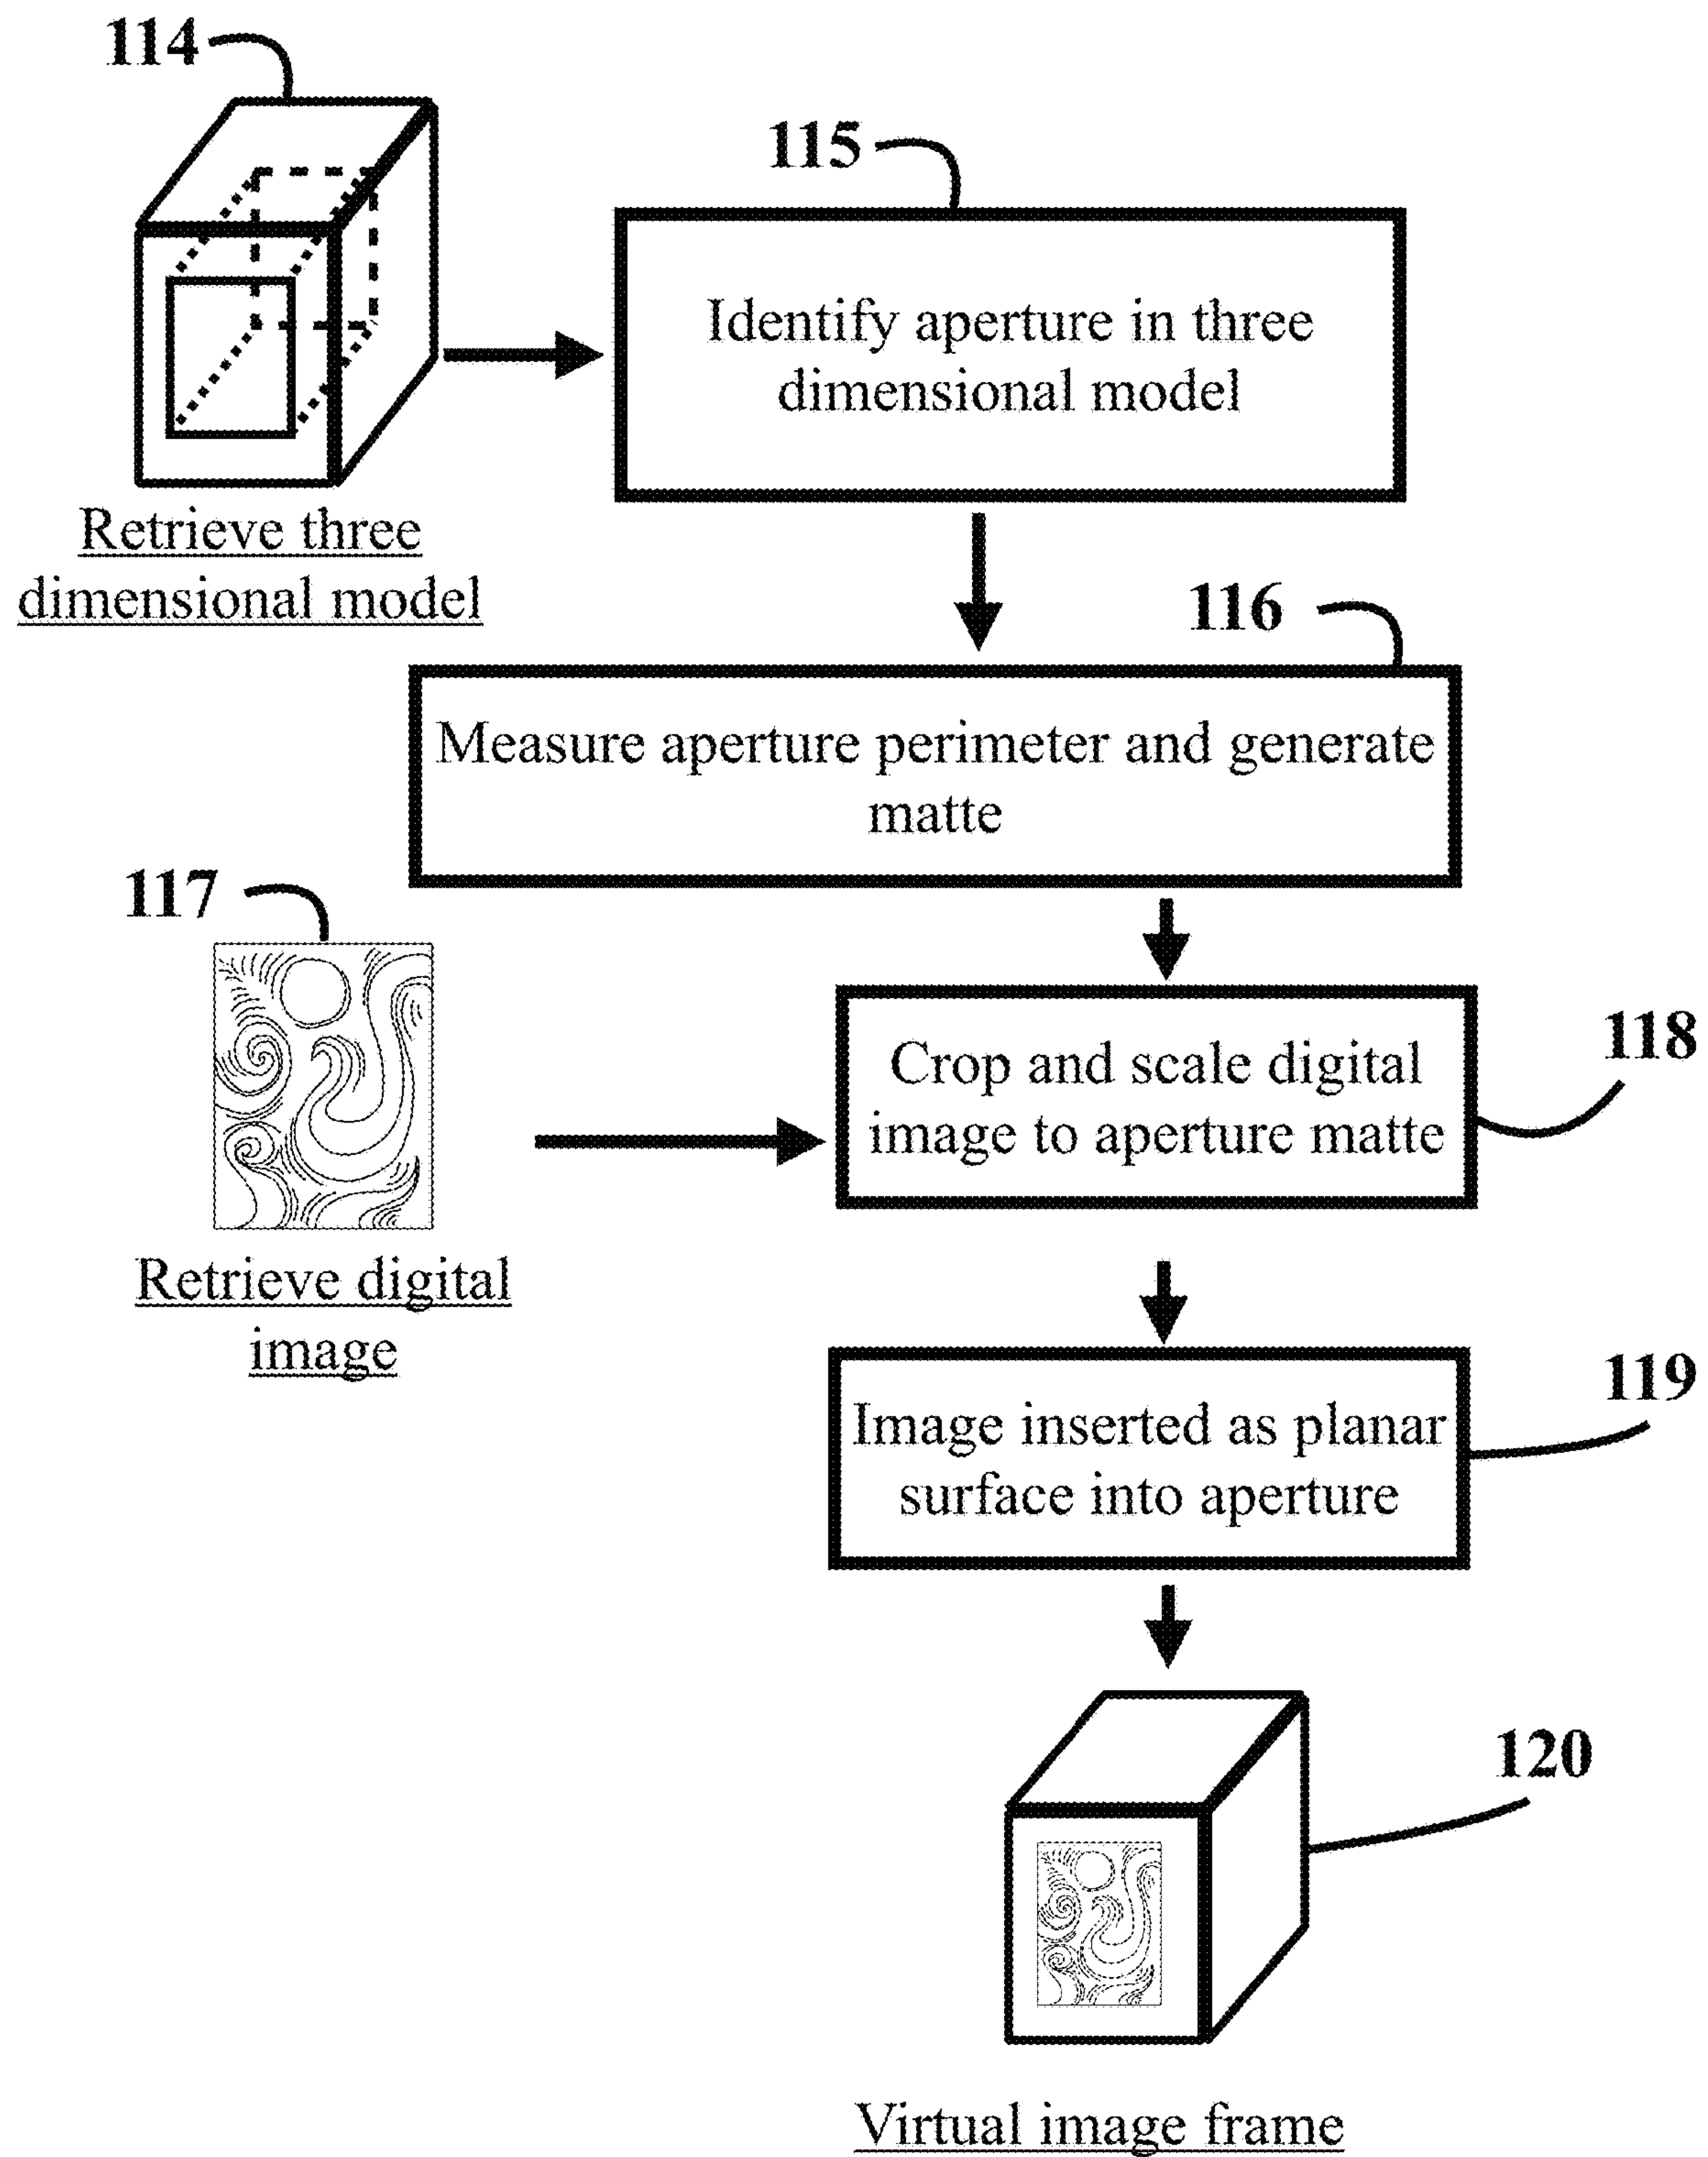 114
115
Identify aperture in three
dimensional model
Retrieve three
dimensional model
116
Measure aperture perimeter and generate
matte
117
118
Crop and scale digital
image to aperture matte
Retrieve digital
image
119
Image inserted as planar
surface into aperture
120
Virtual image frame